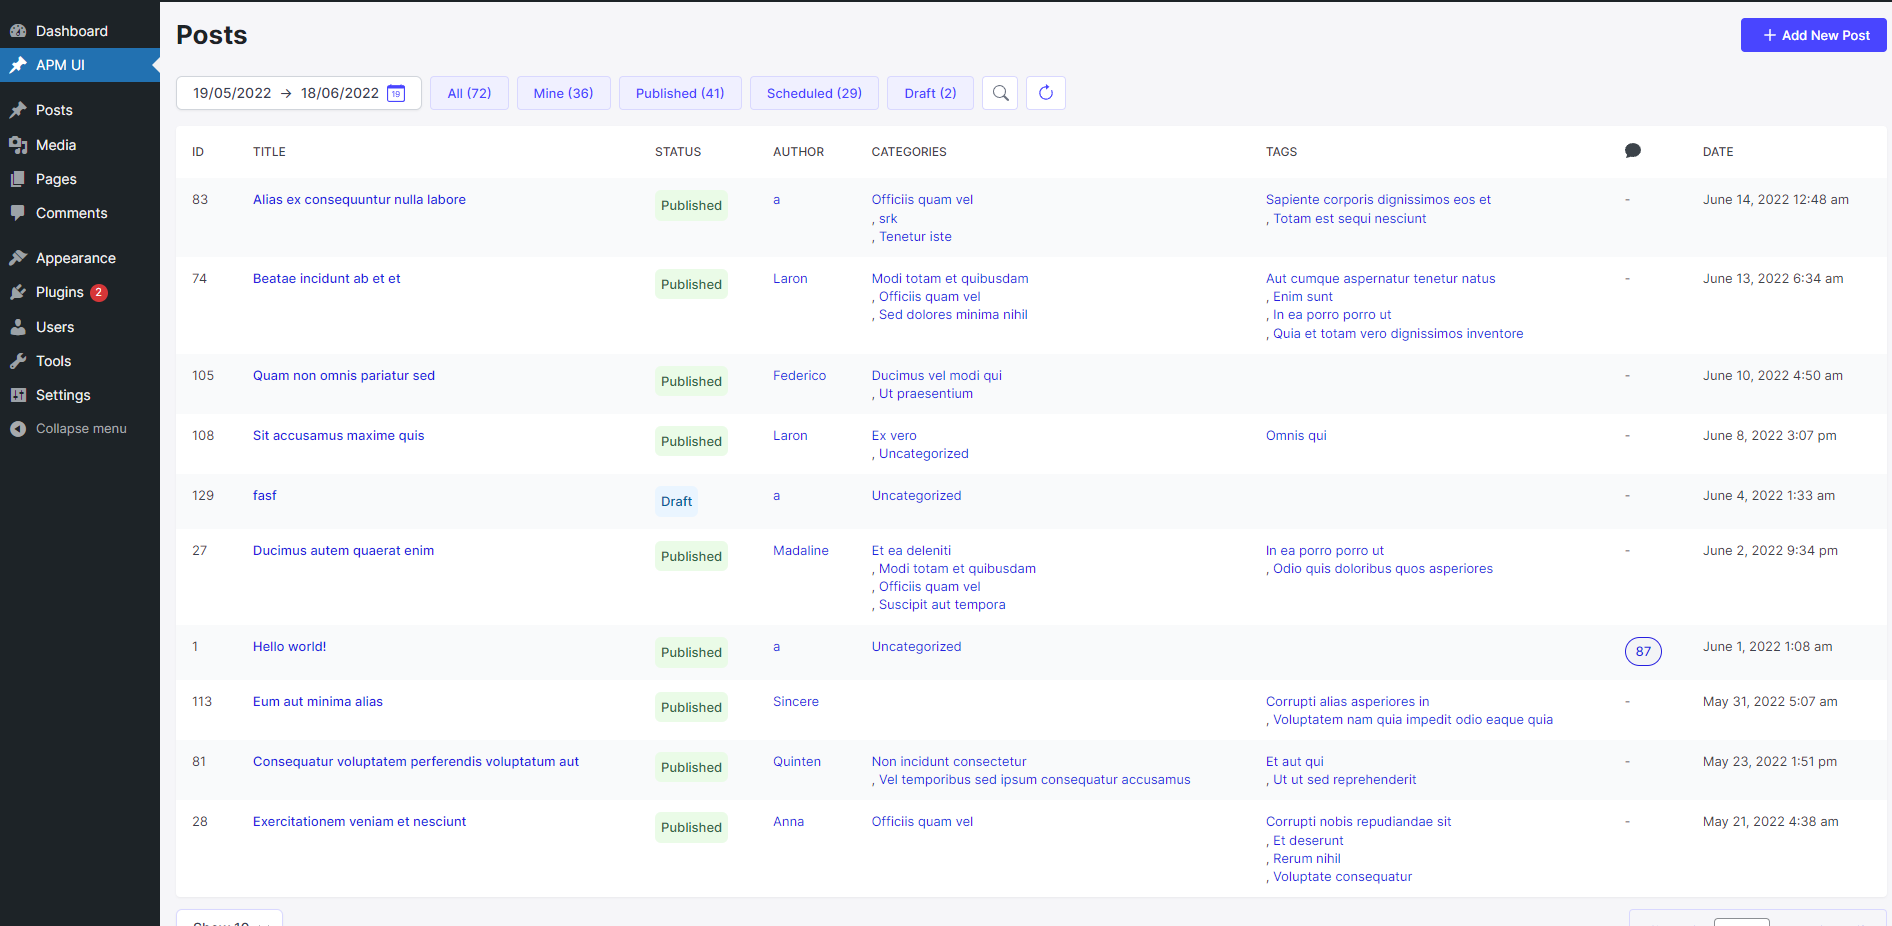 Dashboard
APM UI
Posts
Media
Pages
Comments
Appearance
Plugins 2
Users
Tools
Settings
Collapse menu
Posts
+ Add New Post
19/05/2022 → 18/06/2022 19
All (72)
Mine (36)
Published (41)
Scheduled (29)
Draft (2)
ID TITLE STATUS AUTHOR CATEGORIES TAGS DATE
83 Alias ex consequuntur nulla labore Published a Officiis quam vel Sapiente corporis dignissimos eos et - June 14, 2022 12:48 am
, srk , Totam est sequi nesciunt
, Tenetur iste
74 Beatae incidunt ab et et Published Laron Modi totam et quibusdam Aut cumque aspernatur tenetur natus - June 13, 2022 6:34 am
, Officiis quam vel , Enim sunt
, Sed dolores minima nihil , In ea porro porro ut
, Quia et totam vero dignissimos inventore
105 Quam non omnis pariatur sed Published Federico Ducimus vel modi qui - June 10, 2022 4:50 am
, Ut praesentium
108 Sit accusamus maxime quis Published Laron Ex vero Omnis qui - June 8, 2022 3:07 pm
, Uncategorized
129 fasf Draft a Uncategorized - June 4, 2022 1:33 am
27 Ducimus autem quaerat enim Published Madaline Et ea deleniti In ea porro porro ut - June 2, 2022 9:34 pm
, Modi totam et quibusdam , Odio quis doloribus quos asperiores
, Officiis quam vel
, Suscipit aut tempora
1 Hello world! Published a Uncategorized 87 June 1, 2022 1:08 am
113 Eum aut minima alias Published Sincere Corrupti alias asperiores in - May 31, 2022 5:07 am
, Voluptatem nam quia impedit odio eaque quia
81 Consequatur voluptatem perferendis voluptatum aut Published Quinten Non incidunt consectetur Et aut qui - May 23, 2022 1:51 pm
, Vel temporibus sed ipsum consequatur accusamus , Ut ut sed reprehenderit
28 Exercitationem veniam et nesciunt Published Anna Officiis quam vel Corrupti nobis repudiandae sit - May 21, 2022 4:38 am
, Et deserunt
, Rerum nihil
, Voluptate consequatur
Show 10